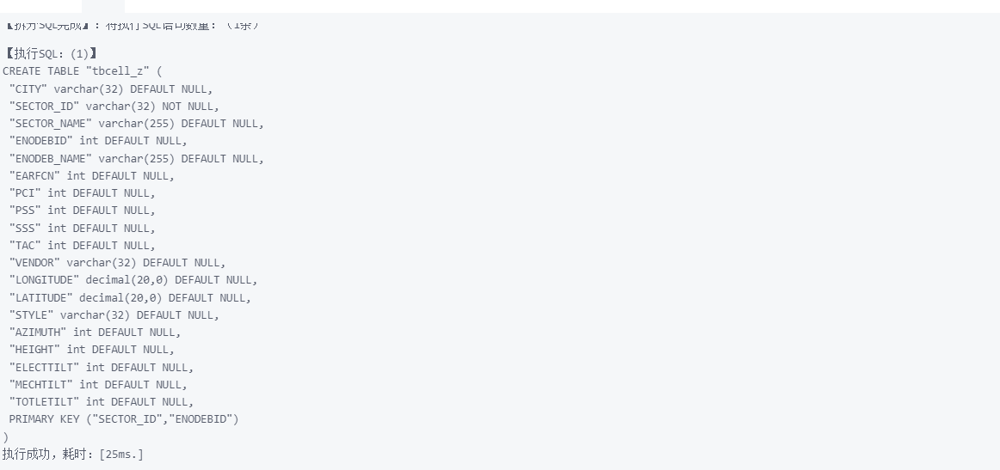 【拆分SQL完成】：将执行SQL语句数量：（1条）
【执行SQL：(1)】
CREATE TABLE "tbcell_z" (
"CITY" varchar(32) DEFAULT NULL,
"SECTOR_ID" varchar(32) NOT NULL,
"SECTOR_NAME" varchar(255) DEFAULT NULL,
"ENODEBID" int DEFAULT NULL,
"ENODEB_NAME" varchar(255) DEFAULT NULL,
"EARFCN" int DEFAULT NULL,
"PCI" int DEFAULT NULL,
"PSS" int DEFAULT NULL,
"SSS" int DEFAULT NULL,
"TAC" int DEFAULT NULL,
"VENDOR" varchar(32) DEFAULT NULL,
"LONGITUDE" decimal(20,0) DEFAULT NULL,
"LATITUDE" decimal(20,0) DEFAULT NULL,
"STYLE" varchar(32) DEFAULT NULL,
"AZIMUTH" int DEFAULT NULL,
"HEIGHT" int DEFAULT NULL,
"ELECTTILT" int DEFAULT NULL,
"MECHTILT" int DEFAULT NULL,
"TOTLETILT" int DEFAULT NULL,
PRIMARY KEY ("SECTOR_ID","ENODEBID")
)
执行成功，耗时：[25ms.]